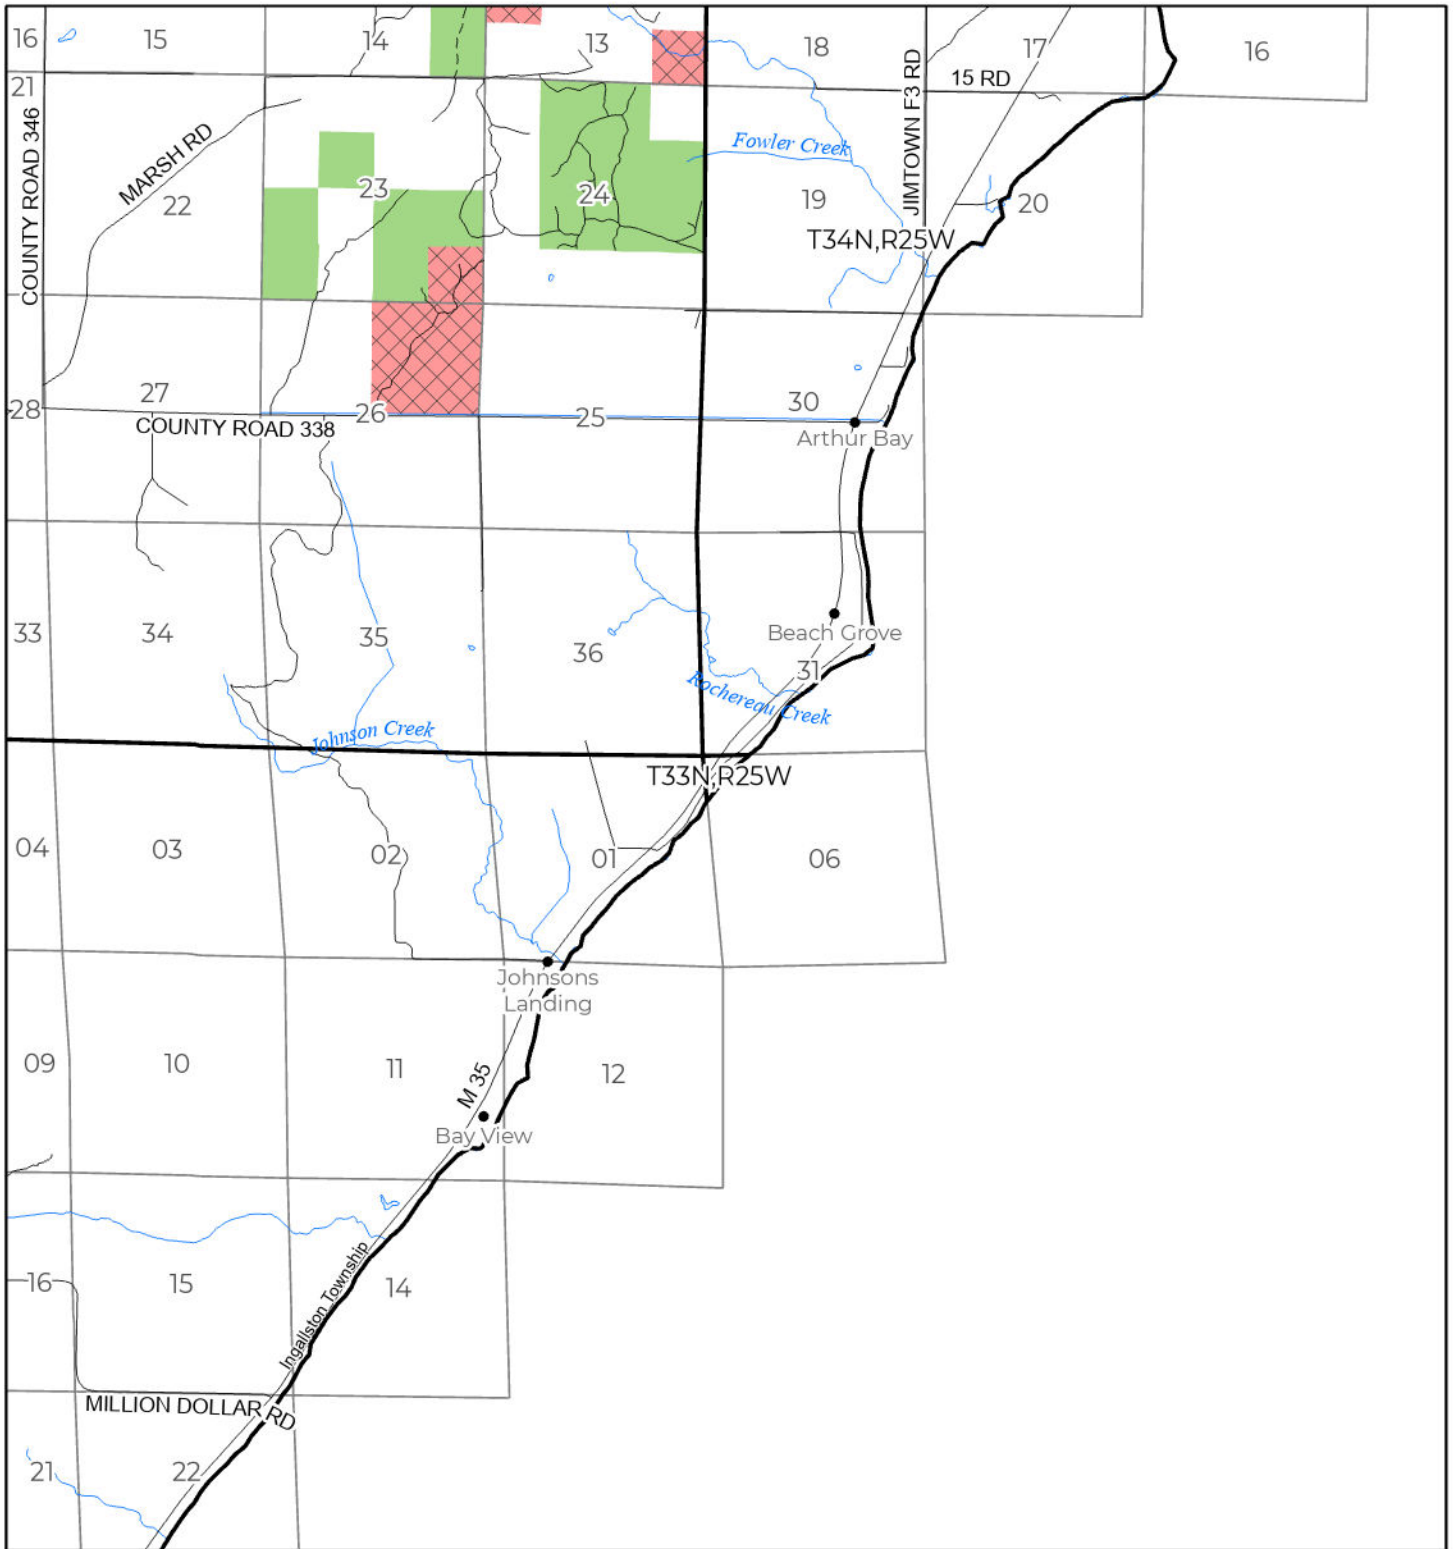 16
15
14
13
18
17
16
21
15 RD
COUNTY ROAD 346
MARSH RD
JIMTOWN F3 RD
Fowler Creek
22
23
24
19
20
T34N,R25W
28
27
26
25
30
COUNTY ROAD 338
Arthur Bay
33
34
35
36
Beach Grove
31
Rochereau Creek
Johnson Creek
T33N,R25W
04
03
02
01
06
Johnsons
Landing
09
10
11
12
M 35
Bay View
16
15
14
Ingallston Township
MILLION DOLLAR RD
21
22